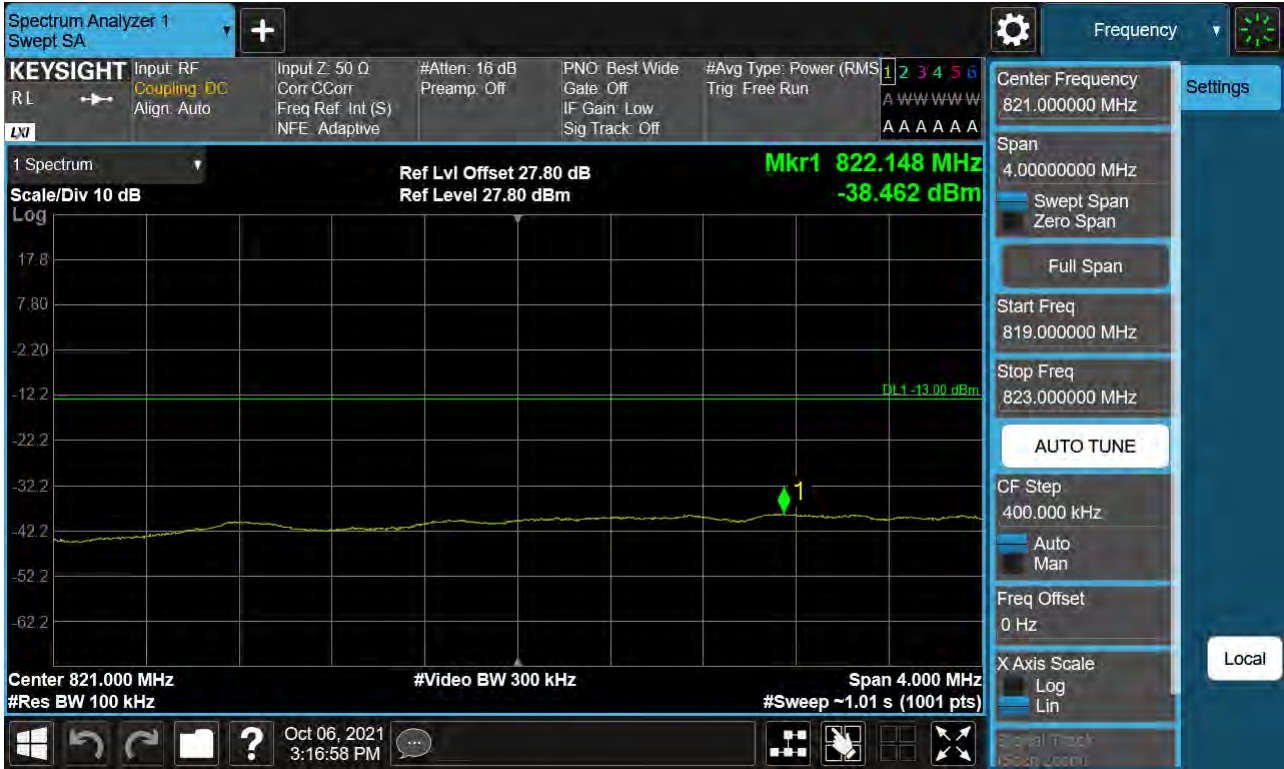 Spectrum Analyzer 1
Swept SA
Frequency
KEYSIGHT
RL
LXI
Input: RF
Coupling: DC
Align: Auto
Input Z: 50 Ω
Corr CCorr
Freq Ref: Int (S)
NFE: Adaptive
#Atten: 16 dB
Preamp: Off
PNO: Best Wide
Gate: Off
IF Gain: Low
Sig Track: Off
#Avg Type: Power (RMS
Trig: Free Run
1 2 3 4 5 6
A W W W W W
A A A A A A
1 Spectrum
Scale/Div 10 dB
Ref Lvl Offset 27.80 dB
Ref Level 27.80 dBm
Mkr1 822.148 MHz
-38.462 dBm
Log
17.8
7.80
-2.20
-12.2
DL1 -13.00 dBm
-22.2
-32.2
1
-42.2
-52.2
-62.2
Center 821.000 MHz
#Video BW 300 kHz
Span 4.000 MHz
#Res BW 100 kHz
#Sweep ~1.01 s (1001 pts)
Center Frequency
821.000000 MHz
Settings
Span
4.00000000 MHz
Swept Span
Zero Span
Full Span
Start Freq
819.000000 MHz
Stop Freq
823.000000 MHz
AUTO TUNE
CF Step
400.000 kHz
Auto
Man
Freq Offset
0 Hz
X Axis Scale
Log
Lin
Local
Signal Track
(Span Zoom)
?
Oct 06, 2021
3:16:58 PM